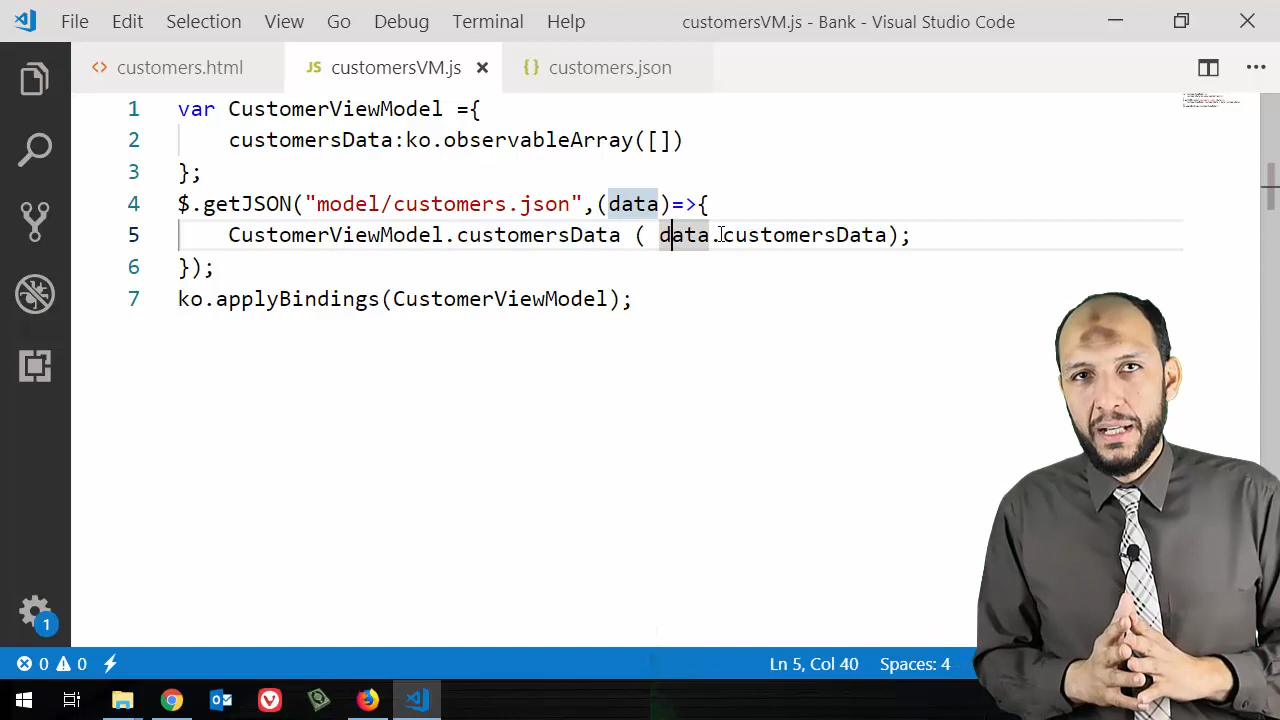 File Edit Selection View Go Debug Terminal Help customersVM.js - Bank - Visual Studio Code
customers.html JS customersVM.js { } customers.json
1 var CustomerViewModel ={
2 customersData:ko.observableArray([])
3 };
4 $.getJSON("model/customers.json",(data)=>{
5 CustomerViewModel.customersData ( data.customersData);
6 });
7 ko.applyBindings(CustomerViewModel);
1
0 0 Ln 5, Col 40 Spaces: 4